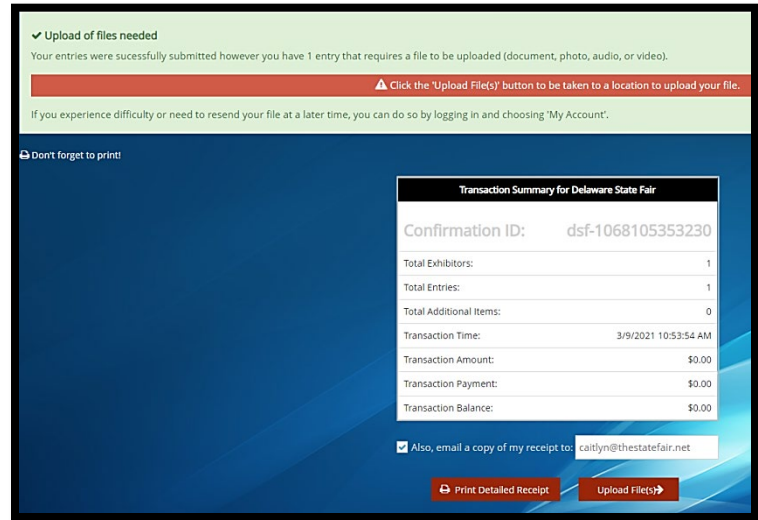 Upload of files needed
Your entries were sucessfully submitted however you have 1 entry that requires a file to be uploaded (document, photo, audio, or video).
Click the 'Upload File(s)' button to be taken to a location to upload your file.
If you experience difficulty or need to resend your file at a later time, you can do so by logging in and choosing 'My Account'.
Don't forget to print!
Transaction Summary for Delaware State Fair
Confirmation ID: dsf-1068105353230
Total Exhibitors: 1
Total Entries: 1
Total Additional Items: 0
Transaction Time: 3/9/2021 10:53:54 AM
Transaction Amount: $0.00
Transaction Payment: $0.00
Transaction Balance: $0.00
Also, email a copy of my receipt to: caitlyn@thestatefair.net
Print Detailed Receipt Upload File(s)